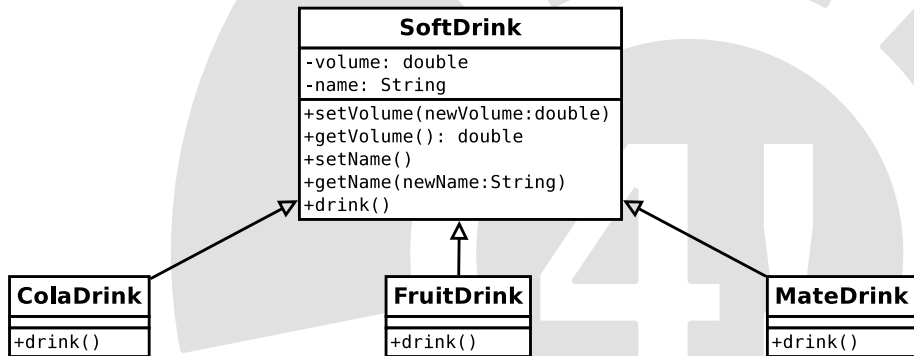 SoftDrink
-volume: double
-name: String
+setVolume(newVolume:double)
+getVolume(): double
+setName()
+getName(newName:String)
+drink()
ColaDrink
+drink()
FruitDrink
+drink()
MateDrink
+drink()